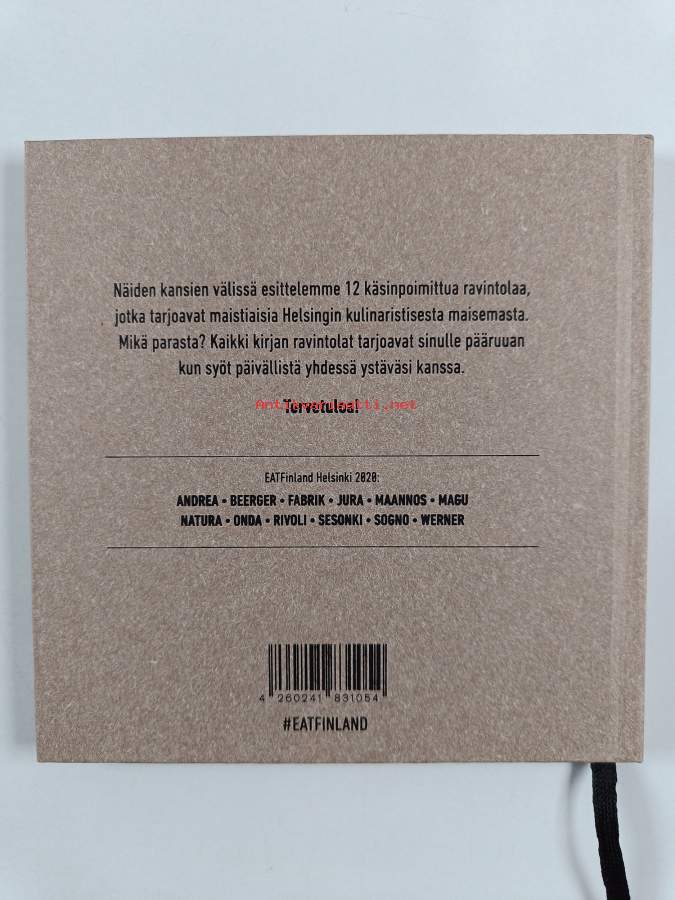 Näiden kansien välissä esittelemme 12 käsinpoimittua ravintolaa,
jotka tarjoavat maistiaisia Helsingin kulinaristisesta maisemasta.
Mikä parasta? Kaikki kirjan ravintolat tarjoavat sinulle pääruuan
kun syöt päivällistä yhdessä ystäväsi kanssa.
Tervetuloa!
Antikvariaatti.net
EATFinland Helsinki 2020:
ANDREA • BEERGER • FABRIK • JURA • MAANNOS • MAGU
NATURA • ONDA • RIVOLI • SESONKI • SOGNO • WERNER
4 260241 831054
#EATFINLAND